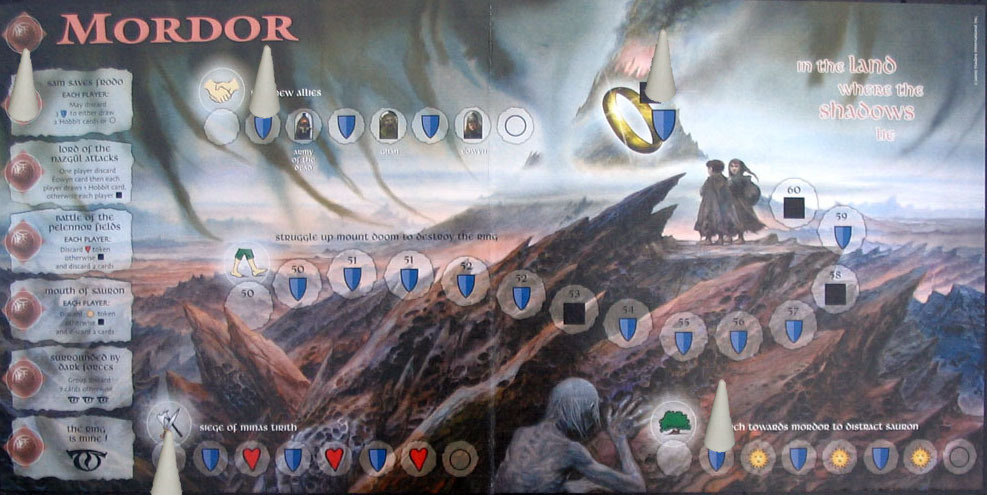 MORDOR
SAM SAVES FRODO
EACH PLAYER:
May discard
to either draw
a Hobbit cards or
LORD OF THE
NAZGÛL ATTACKS
One player discard
Éowyn card then each
player draws 1 Hobbit card,
otherwise each player
BATTLE OF THE
PELENNOR FIELDS
EACH PLAYER:
Discard token
otherwise
and discard 2 cards
MOUTH OF SAURON
EACH PLAYER:
Discard token
otherwise
and discard 2 cards
SURROUNDED BY
DARK FORCES
Group discard
cards otherwise
THE RING
IS MINE!
NEW ALLIES
ARMY
OF THE
DEAD
EOWYN
IN THE LAND
WHERE THE
SHADOWS
LIE
STRUGGLE UP MOUNT DOOM TO DESTROY THE RING
50
50
51
51
52
52
53
54
55
56
57
58
59
60
SIEGE OF MINAS TIRITH
TOWARDS MORDOR TO DISTRACT SAURON